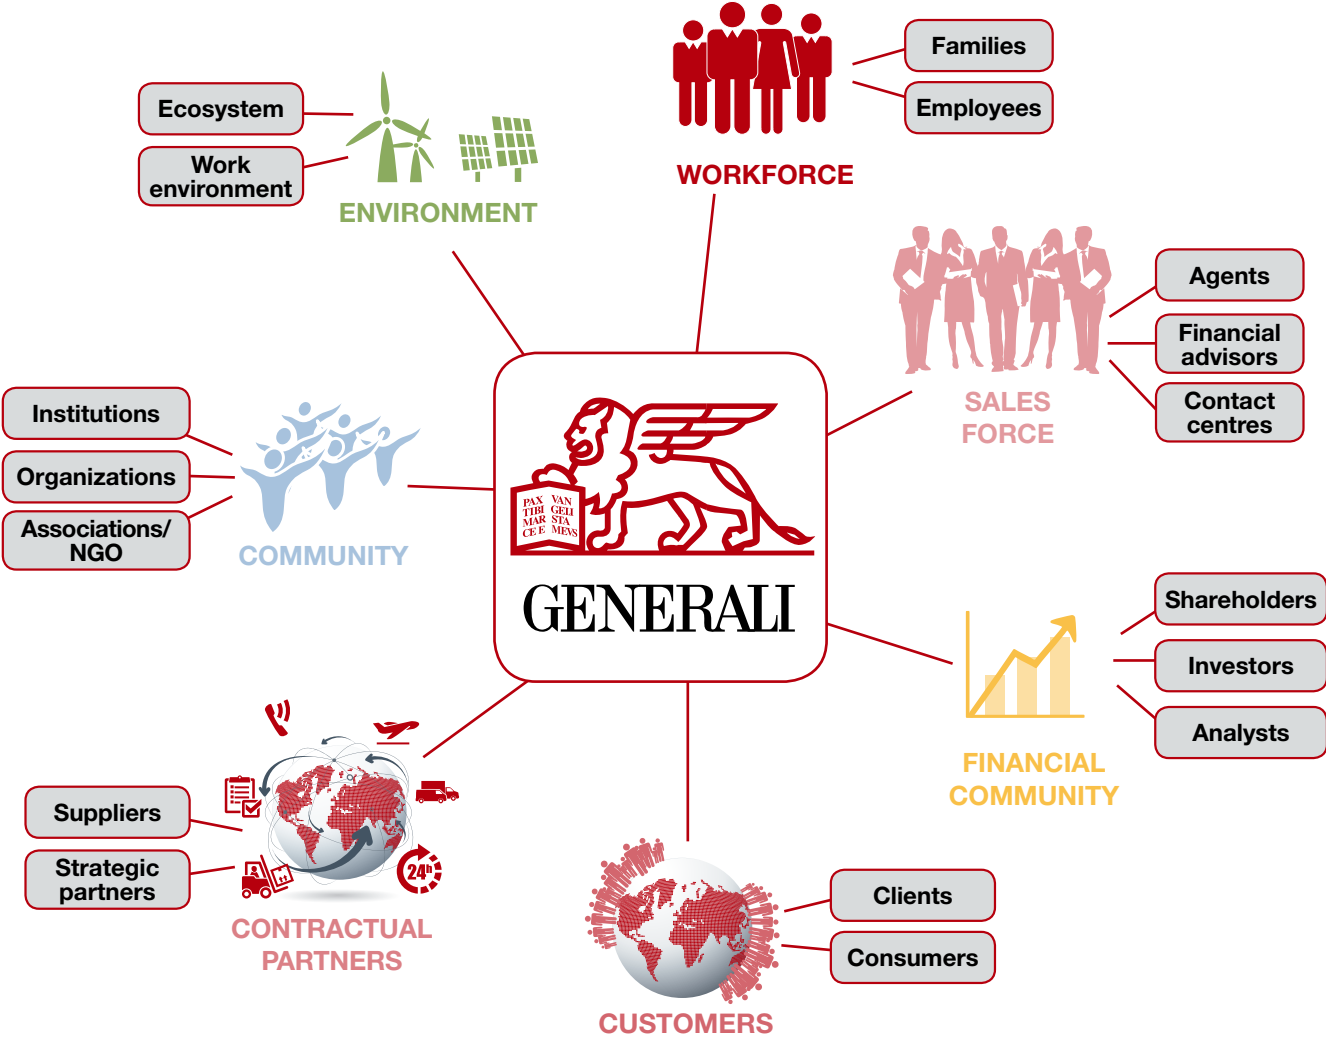 Families
Employees
WORKFORCE
Ecosystem
Work
environment
ENVIRONMENT
Agents
Financial
advisors
Contact
centres
SALES
FORCE
Institutions
Organizations
Associations/
NGO
COMMUNITY
PAX VAN
TIBI GELI
MAR STA
CE E MEVS
GENERALI
Shareholders
Investors
Analysts
FINANCIAL
COMMUNITY
Suppliers
Strategic
partners
24h
CONTRACTUAL
PARTNERS
Clients
Consumers
CUSTOMERS